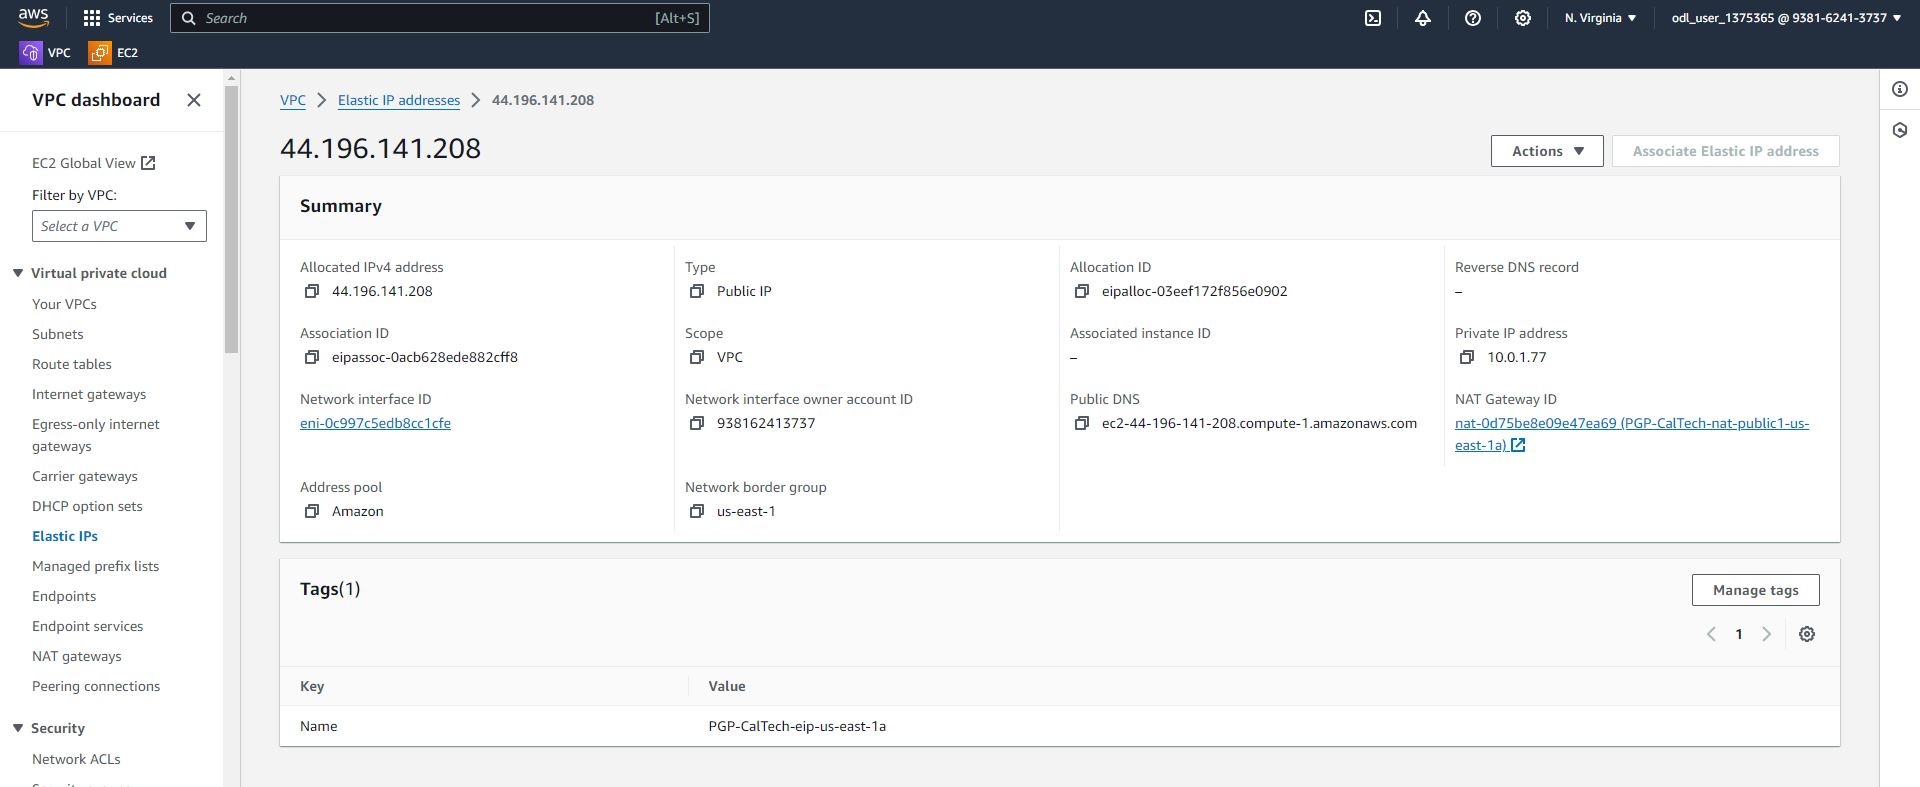 aws
Services
Search
[Alt+S]
N. Virginia
odl_user_1375365 @ 9381-6241-3737
VPC
EC2
VPC dashboard
EC2 Global View
Filter by VPC:
Select a VPC
Virtual private cloud
Your VPCs
Subnets
Route tables
Internet gateways
Egress-only internet
gateways
Carrier gateways
DHCP option sets
Elastic IPs
Managed prefix lists
Endpoints
Endpoint services
NAT gateways
Peering connections
Security
Network ACLs
VPC > Elastic IP addresses > 44.196.141.208
44.196.141.208
Actions
Associate Elastic IP address
Summary
Allocated IPv4 address
44.196.141.208
Type
Public IP
Allocation ID
eipalloc-03eef172f856e0902
Reverse DNS record
–
Association ID
eipassoc-0acb628ede882cff8
Scope
VPC
Associated instance ID
–
Private IP address
10.0.1.77
Network interface ID
eni-0c997c5edb8cc1cfe
Network interface owner account ID
938162413737
Public DNS
ec2-44-196-141-208.compute-1.amazonaws.com
NAT Gateway ID
nat-0d75be8e09e47ea69 (PGP-CalTech-nat-public1-us-
east-1a)
Address pool
Amazon
Network border group
us-east-1
Tags(1)
Manage tags
1
Key
Value
Name
PGP-CalTech-eip-us-east-1a